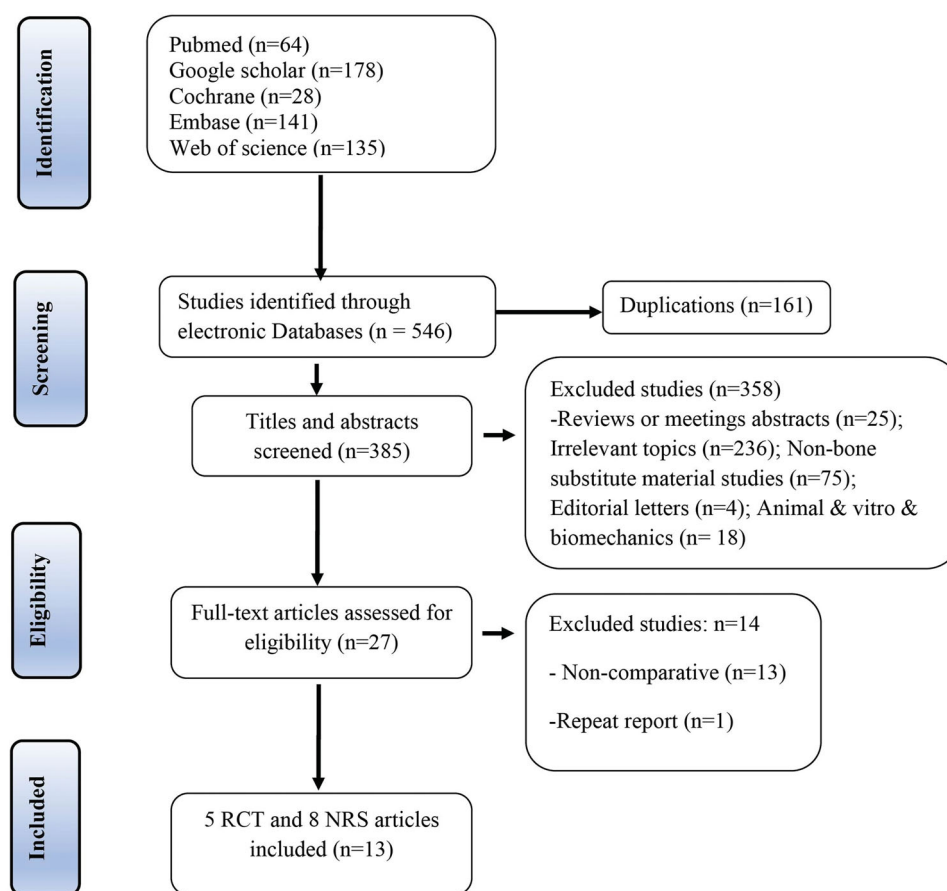 Identification
Pubmed (n=64)
Google scholar (n=178)
Cochrane (n=28)
Embase (n=141)
Web of science (n=135)
Screening
Studies identified through
electronic Databases (n = 546)
Duplications (n=161)
Titles and abstracts
screened (n=385)
Excluded studies (n=358)
-Reviews or meetings abstracts (n=25);
Irrelevant topics (n=236); Non-bone
substitute material studies (n=75);
Editorial letters (n=4); Animal & vitro &
biomechanics (n= 18)
Eligibility
Full-text articles assessed for
eligibility (n=27)
Excluded studies: n=14
- Non-comparative (n=13)
-Repeat report (n=1)
Included
5 RCT and 8 NRS articles
included (n=13)